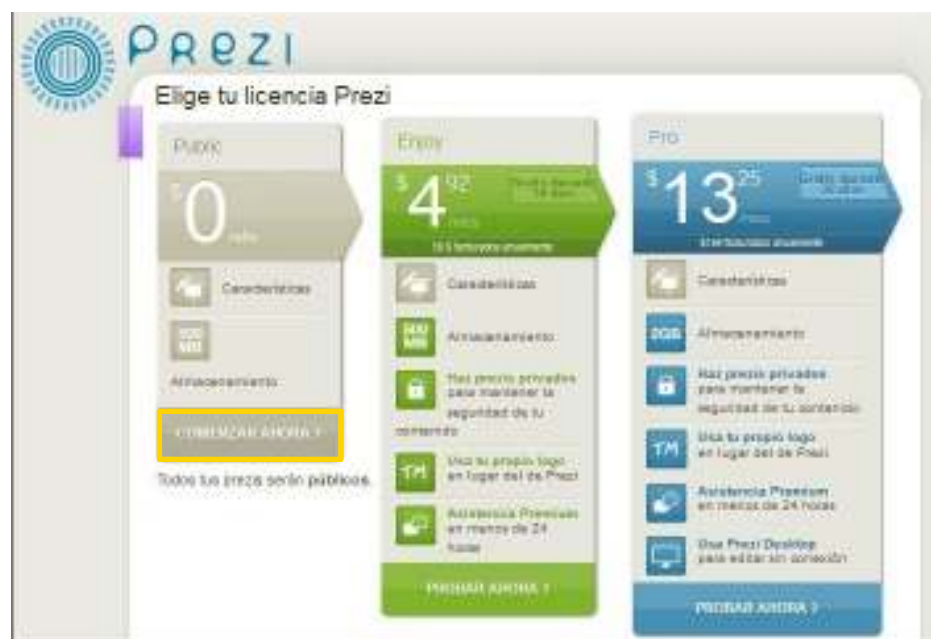 PReZI
Elige tu licencia Prezi
Public
$0
Características
100
MB
Almacenamiento
COMENZAR AHORA >
Todos tus prezis serán públicos.
Enjoy
$4.92
Características
500
MB
Almacenamiento
Haz prezis privados
para mantener la
seguridad de tu
contenido
TM
Usa tu propio logo
en lugar del de Prezi
Asistencia Premium
en menos de 24
horas
PROBAR AHORA >
Pro
$13.25
Características
2GB
Almacenamiento
Haz prezis privados
para mantener la
seguridad de tu contenido
TM
Usa tu propio logo
en lugar del de Prezi
Asistencia Premium
en menos de 24 horas
Usa Prezi Desktop
para editar sin conexión
PROBAR AHORA >